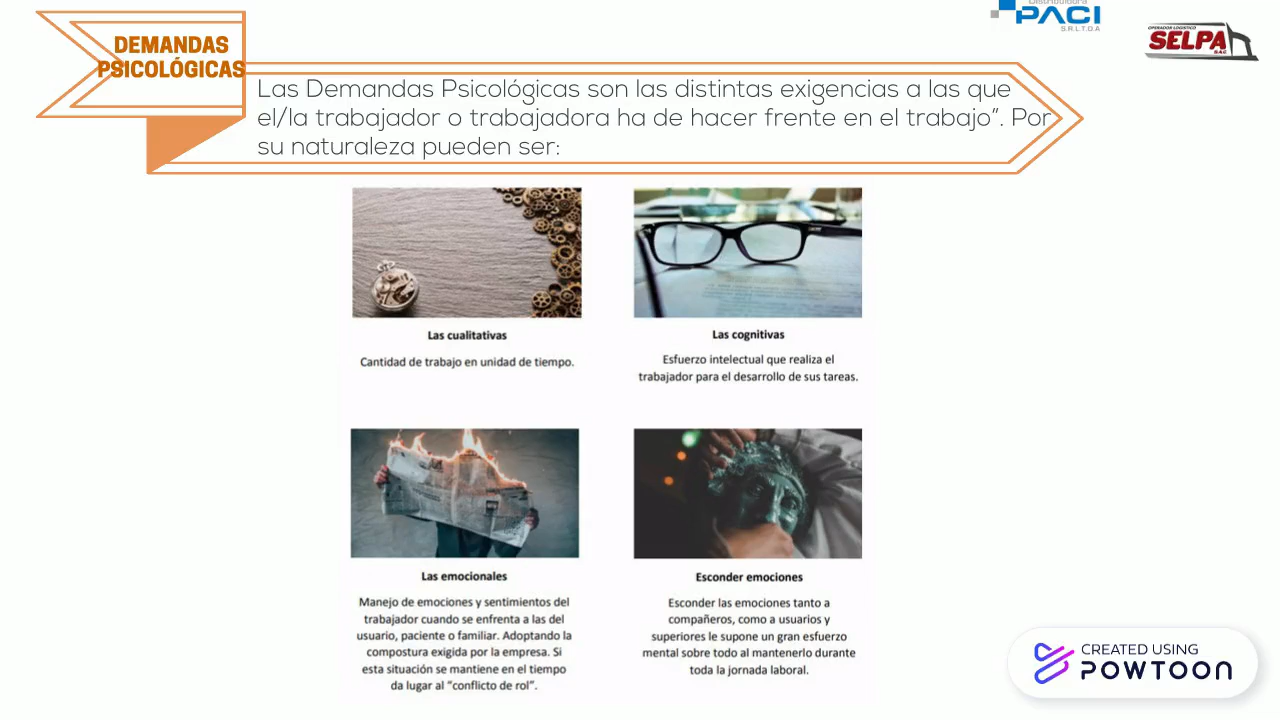 Distribuidora
PACI
S.R.L.T.D.A
OPERADOR LOGISTICO
SELPA
S.A.C
DEMANDAS
PSICOLÓGICAS
Las Demandas Psicológicas son las distintas exigencias a las que
el/la trabajador o trabajadora ha de hacer frente en el trabajo”. Por
su naturaleza pueden ser:
Las cualitativas
Cantidad de trabajo en unidad de tiempo.
Las cognitivas
Esfuerzo intelectual que realiza el
trabajador para el desarrollo de sus tareas.
Las emocionales
Manejo de emociones y sentimientos del
trabajador cuando se enfrenta a las del
usuario, paciente o familiar. Adoptando la
compostura exigida por la empresa. Si
esta situación se mantiene en el tiempo
da lugar al “conflicto de rol”.
Esconder emociones
Esconder las emociones tanto a
compañeros, como a usuarios y
superiores le supone un gran esfuerzo
mental sobre todo al mantenerlo durante
toda la jornada laboral.
CREATED USING
POWTOON